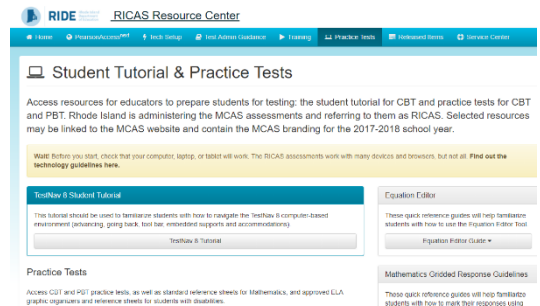 RIDE RICAS Resource Center
Home PearsonAccessnext Tech Setup Test Admin Guidance Training Practice Tests Released Items Service Center
Student Tutorial & Practice Tests
Access resources for educators to prepare students for testing: the student tutorial for CBT and practice tests for CBT
and PBT. Rhode Island is administering the MCAS assessments and referring to
them as RICAS. Selected resources
may be linked to the MCAS website and contain the MCAS branding for the 2017-2018 school year.
Wait! Before you start, check that your computer, laptop, or tablet will work. The RICAS assessments work with many devices and browsers, but not all. Find out the
technology guidelines here.
TestNav 8 Student Tutorial
This tutorial should be used to familiarize students with how to navigate the TestNav 8 computer-based
environment (advancing, going back, tool bar, embedded supports and accommodations)
TestNav 8 Tutorial
Equation Editor
These quick reference guides will help familiarize
students with how to use the Equation Editor Tool
Equation Editor Guide
Practice Tests
Access CBT and PBT practice tests, as well as standard reference sheets for Mathematics, and approved ELA
graphic organizers and reference sheets for students with disabilities.
Mathematics Gridded Response Guidelines
These quick reference guides will help familiarize
students with how to mark their responses using